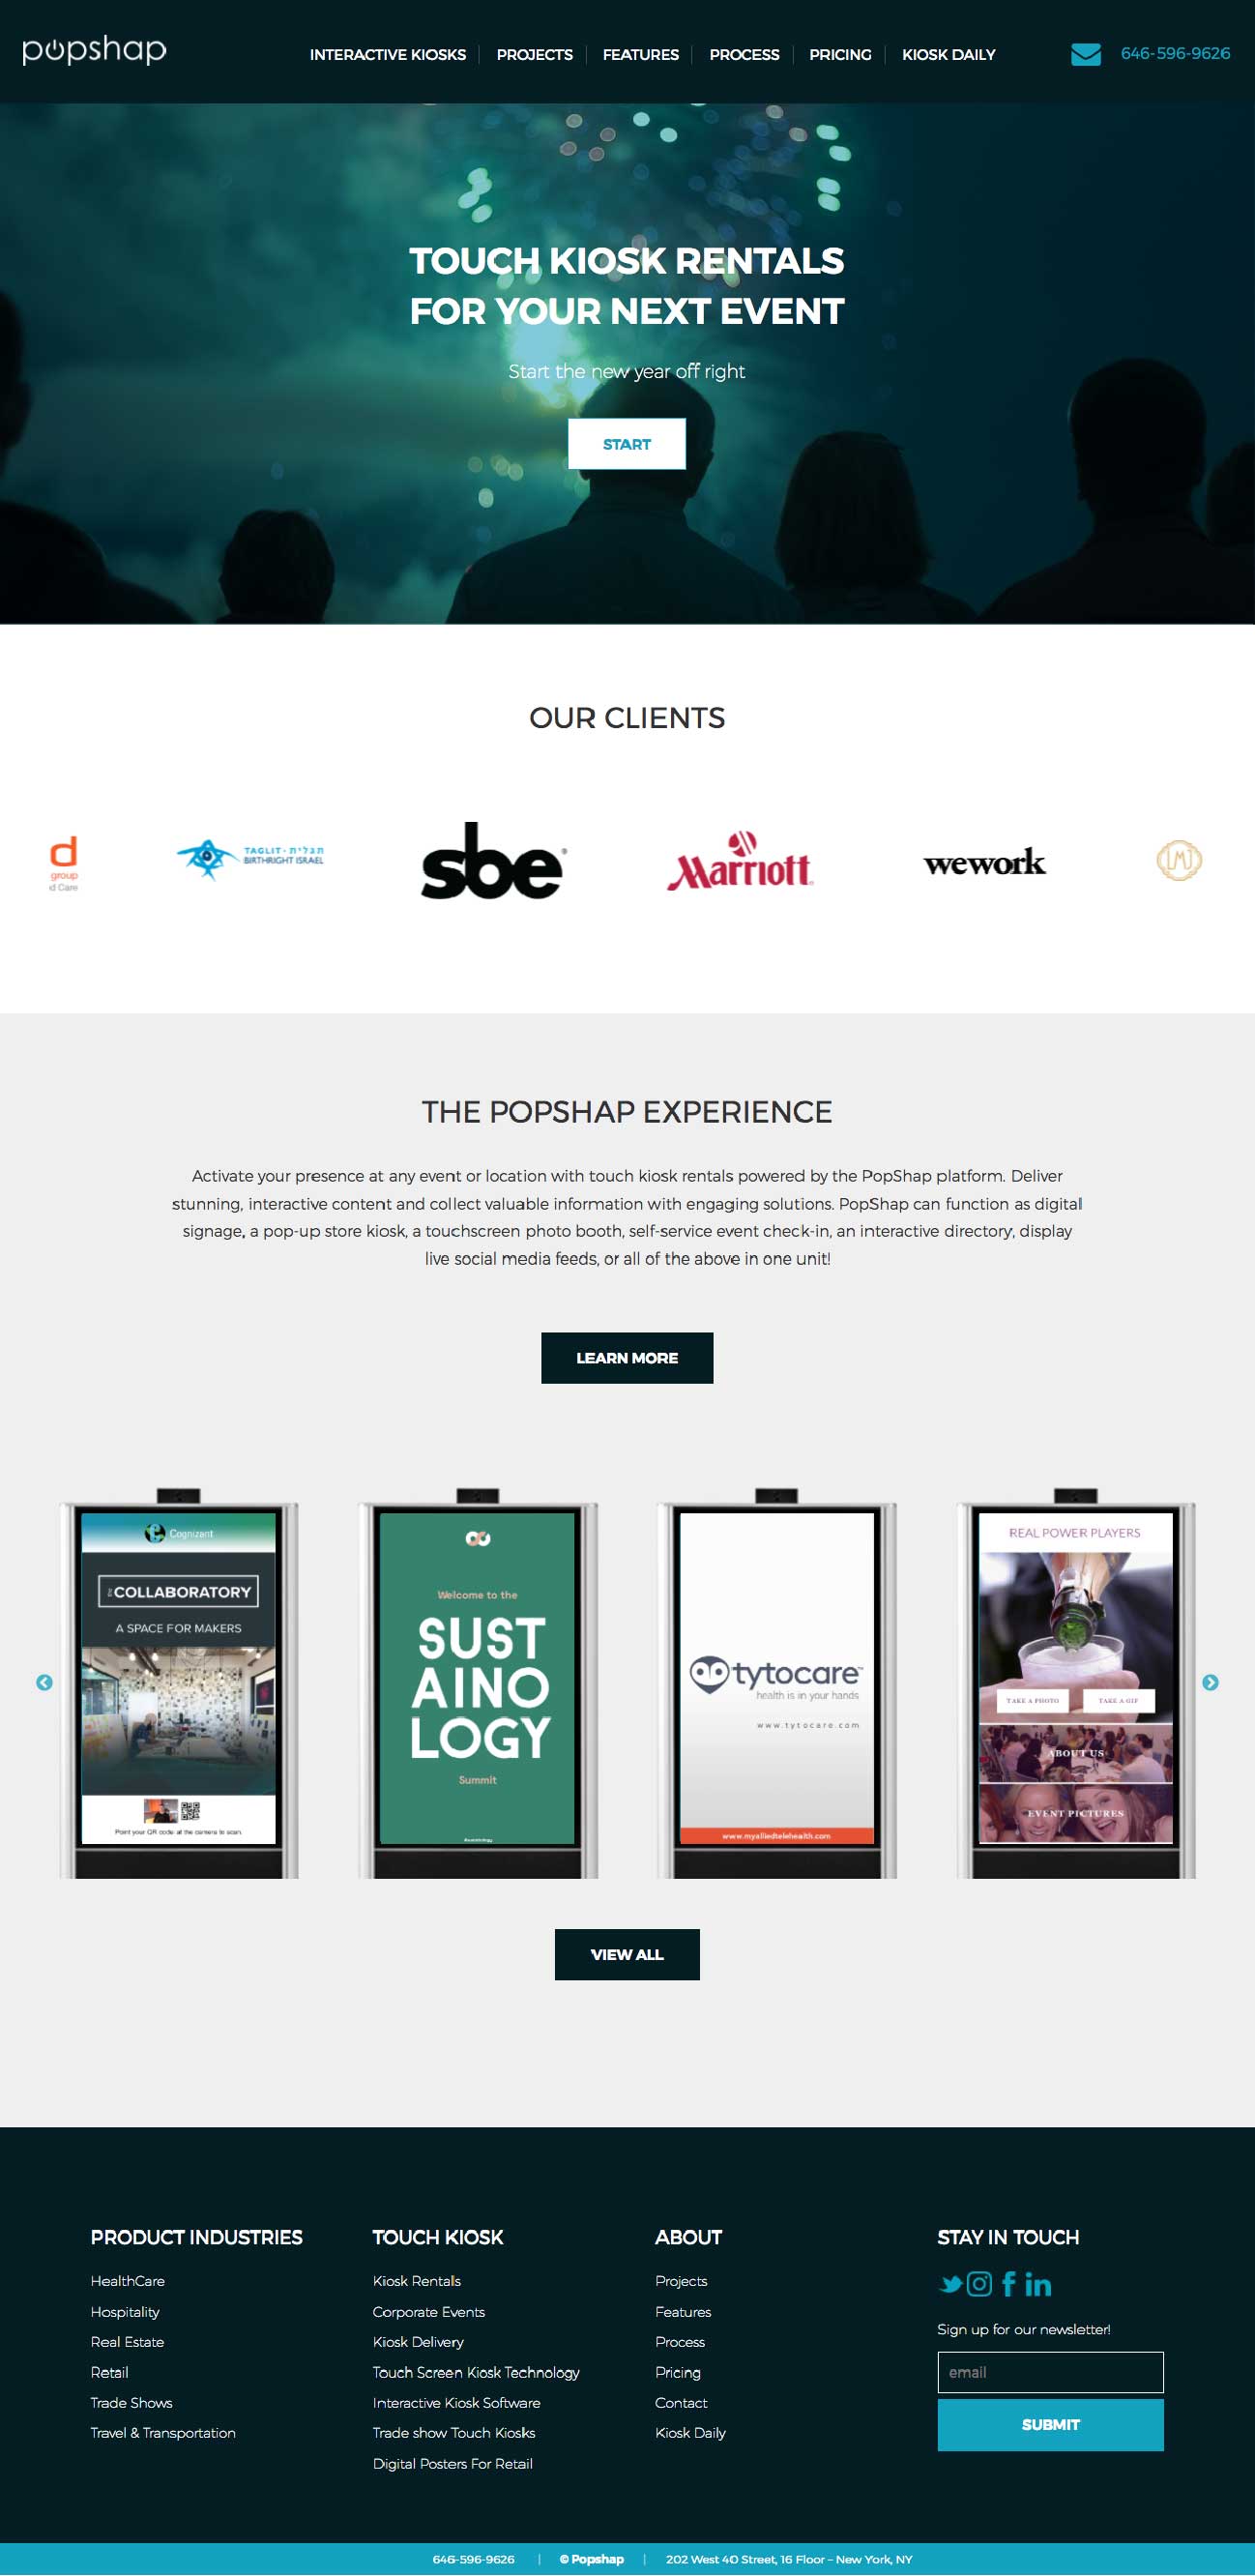 popshap
INTERACTIVE KIOSKS
PROJECTS
FEATURES
PROCESS
PRICING
KIOSK DAILY
646-596-9626
TOUCH KIOSK RENTALS
FOR YOUR NEXT EVENT
Start the new year off right
START
OUR CLIENTS
d
group
d Care
תגלית - TAGLIT
BIRTHRIGHT ISRAEL
sbe
Marriott
wework
THE POPSHAP EXPERIENCE
Activate your presence at any event or location with touch kiosk rentals powered by the PopShap platform. Deliver
stunning, interactive content and collect valuable information with engaging solutions. PopShap can function as digital
signage, a pop-up store kiosk, a touchscreen photo booth, self-service event check-in, an interactive directory, display
live social media feeds, or all of the above in one unit!
LEARN MORE
Cognizant
COLLABORATORY
A SPACE FOR MAKERS
Point your QR code at the camera to scan
Welcome to the
SUST
AINO
LOGY
Summit
tytocare
health is in your hands
www.tytocare.com
www.myalliedtelehealth.com
REAL POWER PLAYERS
TAKE A PHOTO
TAKE A GIF
ABOUT US
EVENT PICTURES
VIEW ALL
PRODUCT INDUSTRIES
HealthCare
Hospitality
Real Estate
Retail
Trade Shows
Travel & Transportation
TOUCH KIOSK
Kiosk Rentals
Corporate Events
Kiosk Delivery
Touch Screen Kiosk Technology
Interactive Kiosk Software
Trade show Touch Kiosks
Digital Posters For Retail
ABOUT
Projects
Features
Process
Pricing
Contact
Kiosk Daily
STAY IN TOUCH
Sign up for our newsletter!
email
SUBMIT
646-596-9626 | © Popshap | 202 West 40 Street, 16 Floor – New York, NY